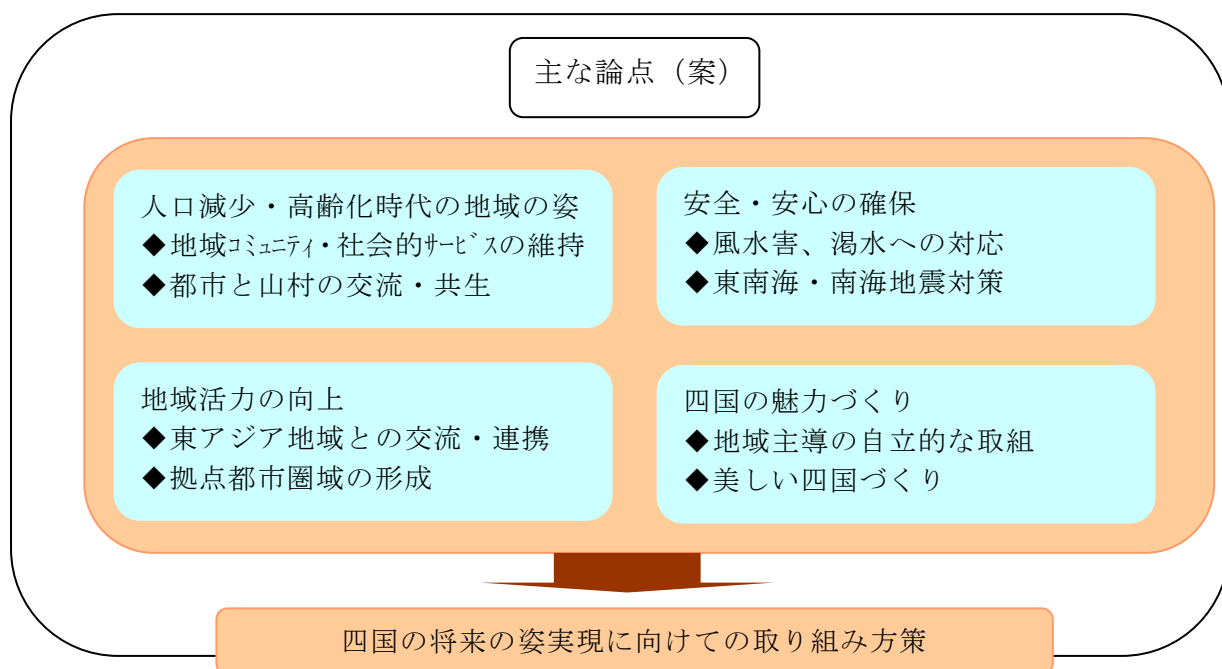 主な論点（案）
人口減少・高齢化時代の地域の姿
◆地域ｺﾐｭﾆﾃｨ・社会的ｻｰﾋﾞｽの維持
◆都市と山村の交流・共生
安全・安心の確保
◆風水害、渇水への対応
◆東南海・南海地震対策
地域活力の向上
◆東アジア地域との交流・連携
◆拠点都市圏域の形成
四国の魅力づくり
◆地域主導の自立的な取組
◆美しい四国づくり
四国の将来の姿実現に向けての取り組み方策